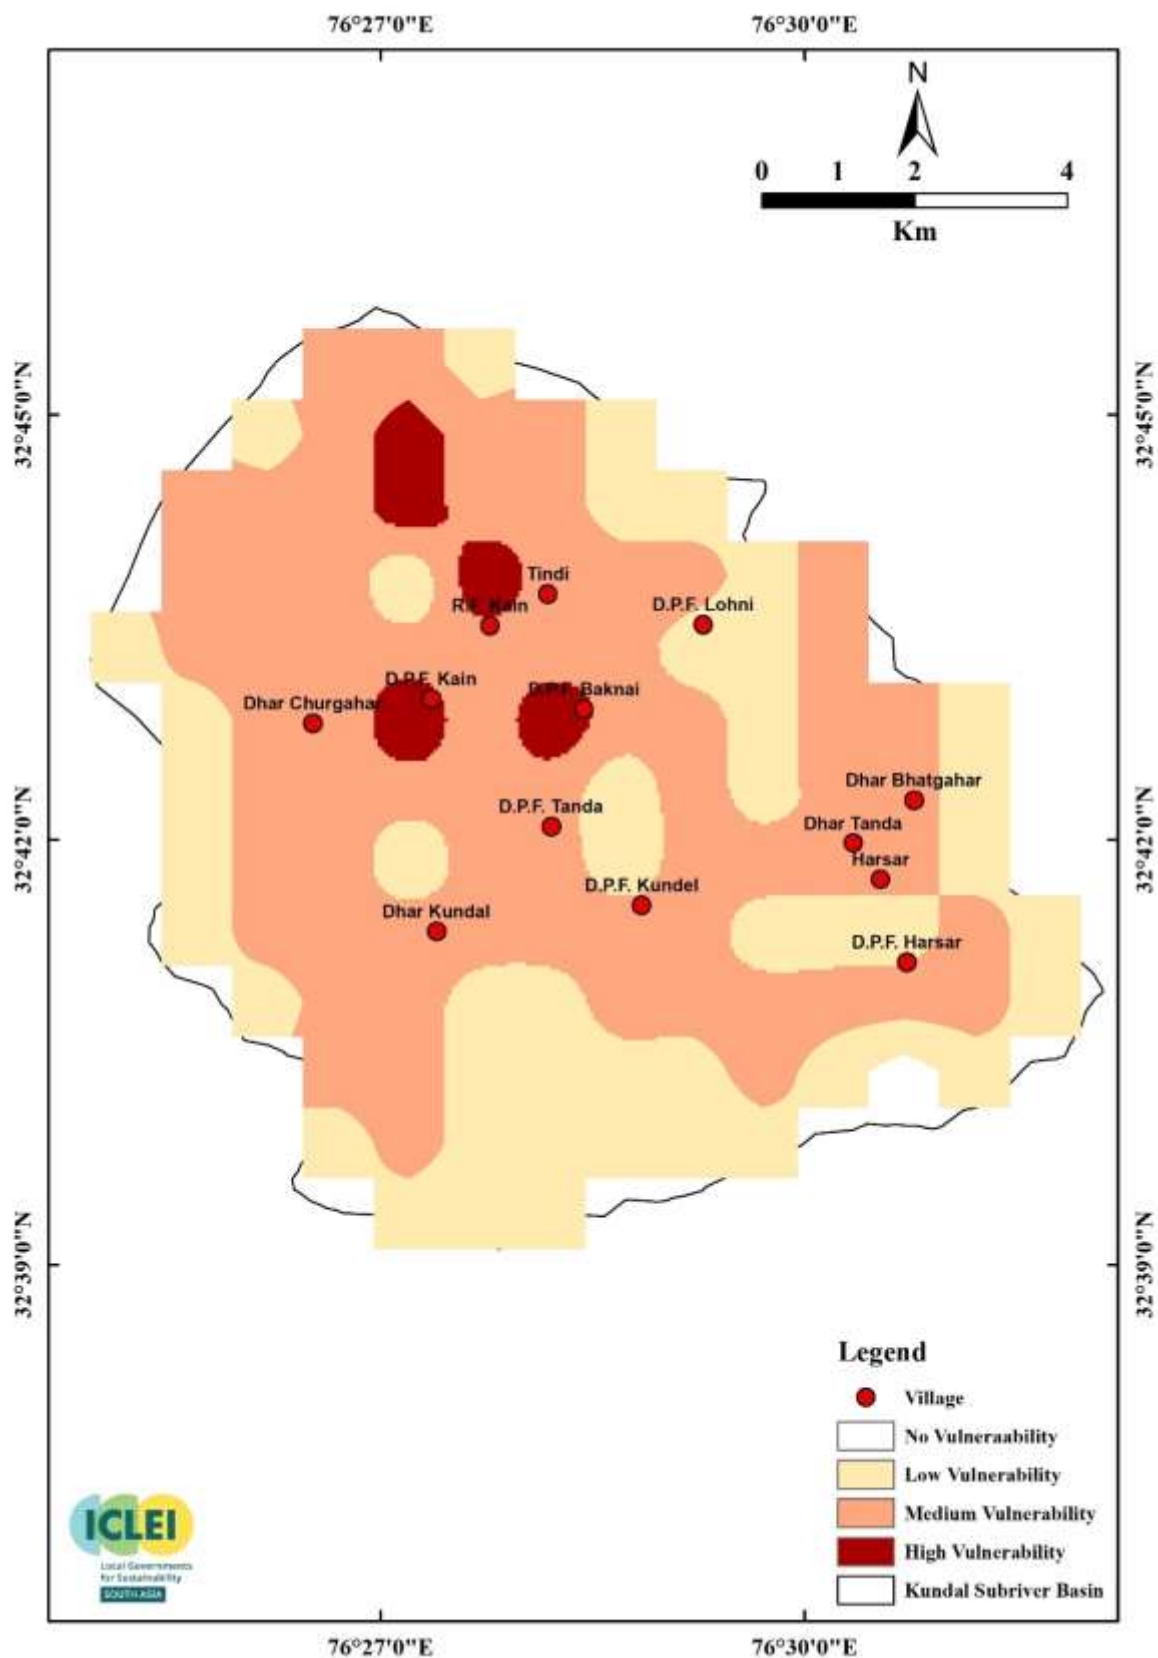 76°27'0"E
76°30'0"E
N
0 1 2 4
Km
32°45'0"N
32°45'0"N
Tindi
R.F. Kain
D.P.F. Lohni
D.P.F. Kain
D.P.F. Baknai
Dhar Churgahar
Dhar Bhatgahar
D.P.F. Tanda
Dhar Tanda
32°42'0"N
32°42'0"N
Harsar
D.P.F. Kundel
Dhar Kundal
D.P.F. Harsar
32°39'0"N
32°39'0"N
Legend
Village
No Vulneraability
Low Vulnerability
Medium Vulnerability
High Vulnerability
Kundal Subriver Basin
ICLEI
Local Governments
for Sustainability
SOUTH ASIA
76°27'0"E
76°30'0"E